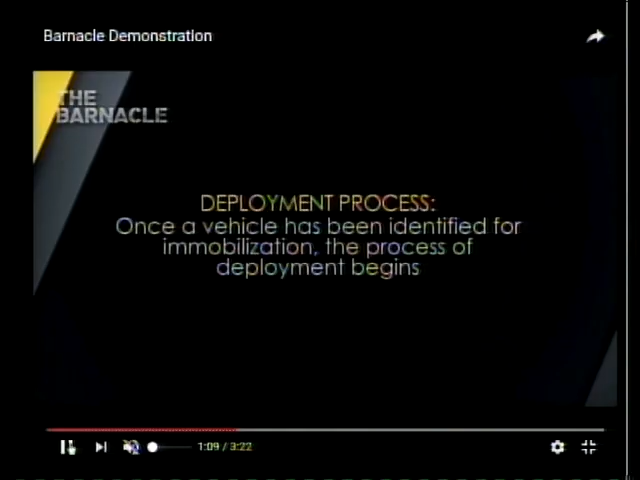 Barnacle Demonstration
THE
BARNACLE
DEPLOYMENT PROCESS:
Once a vehicle has been identified for
immobilization, the process of
deployment begins
1:09 / 3:22